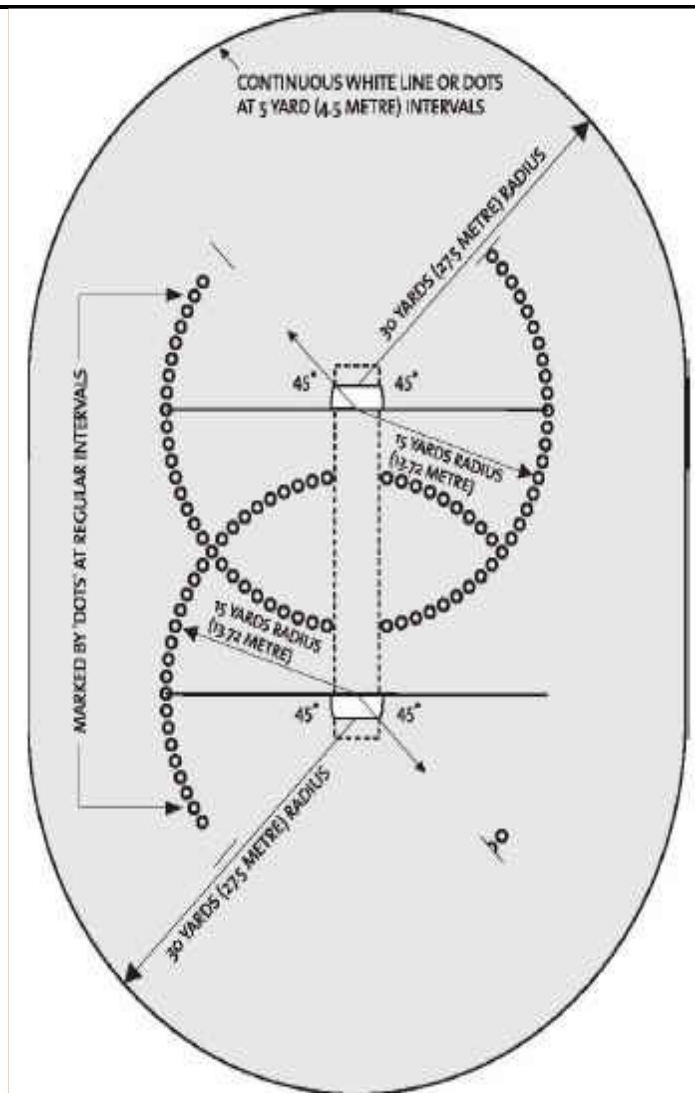 CONTINUOUS WHITE LINE OR DOTS
AT 5 YARD (4.5 METRE) INTERVALS
30 YARDS (27.5 METRE) RADIUS
MARKED BY "DOTS" AT REGULAR INTERVALS
45°
45°
15 YARDS RADIUS
(13.72 METRE)
15 YARDS RADIUS
(13.72 METRE)
45°
45°
30 YARDS (27.5 METRE) RADIUS